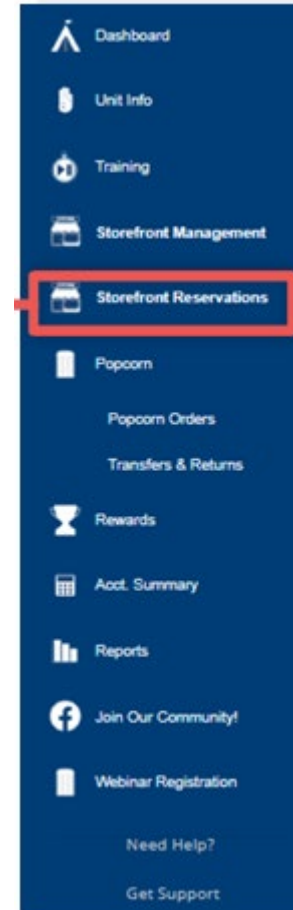 Dashboard
Unit Info
Training
Storefront Management
Storefront Reservations
Popcorn
Popcorn Orders
Transfers & Returns
Rewards
Acct. Summary
Reports
Join Our Community!
Webinar Registration
Need Help?
Get Support